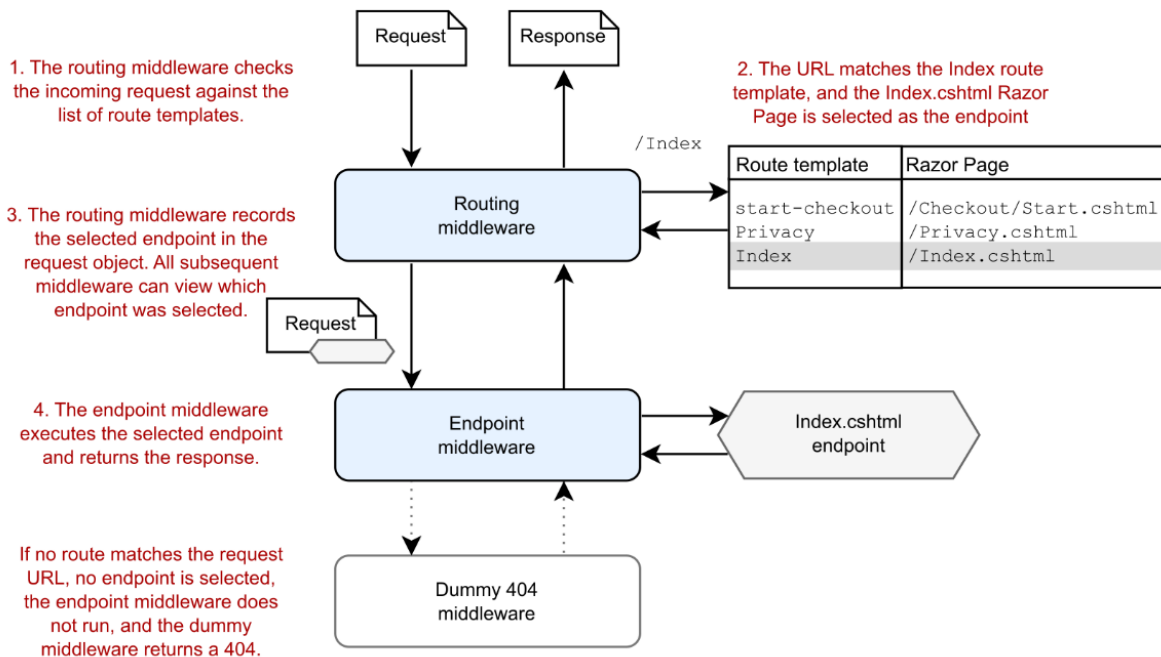 Request
Response
1. The routing middleware checks
the incoming request against the
list of route templates.
2. The URL matches the Index route
template, and the Index.cshtml Razor
Page is selected as the endpoint
/Index
Route template
Razor Page
start-checkout
/Checkout/Start.cshtml
Privacy
/Privacy.cshtml
Index
/Index.cshtml
Routing
middleware
3. The routing middleware records
the selected endpoint in the
request object. All subsequent
middleware can view which
endpoint was selected.
Request
4. The endpoint middleware
executes the selected endpoint
and returns the response.
Endpoint
middleware
Index.cshtml
endpoint
If no route matches the request
URL, no endpoint is selected,
the endpoint middleware does
not run, and the dummy
middleware returns a 404.
Dummy 404
middleware